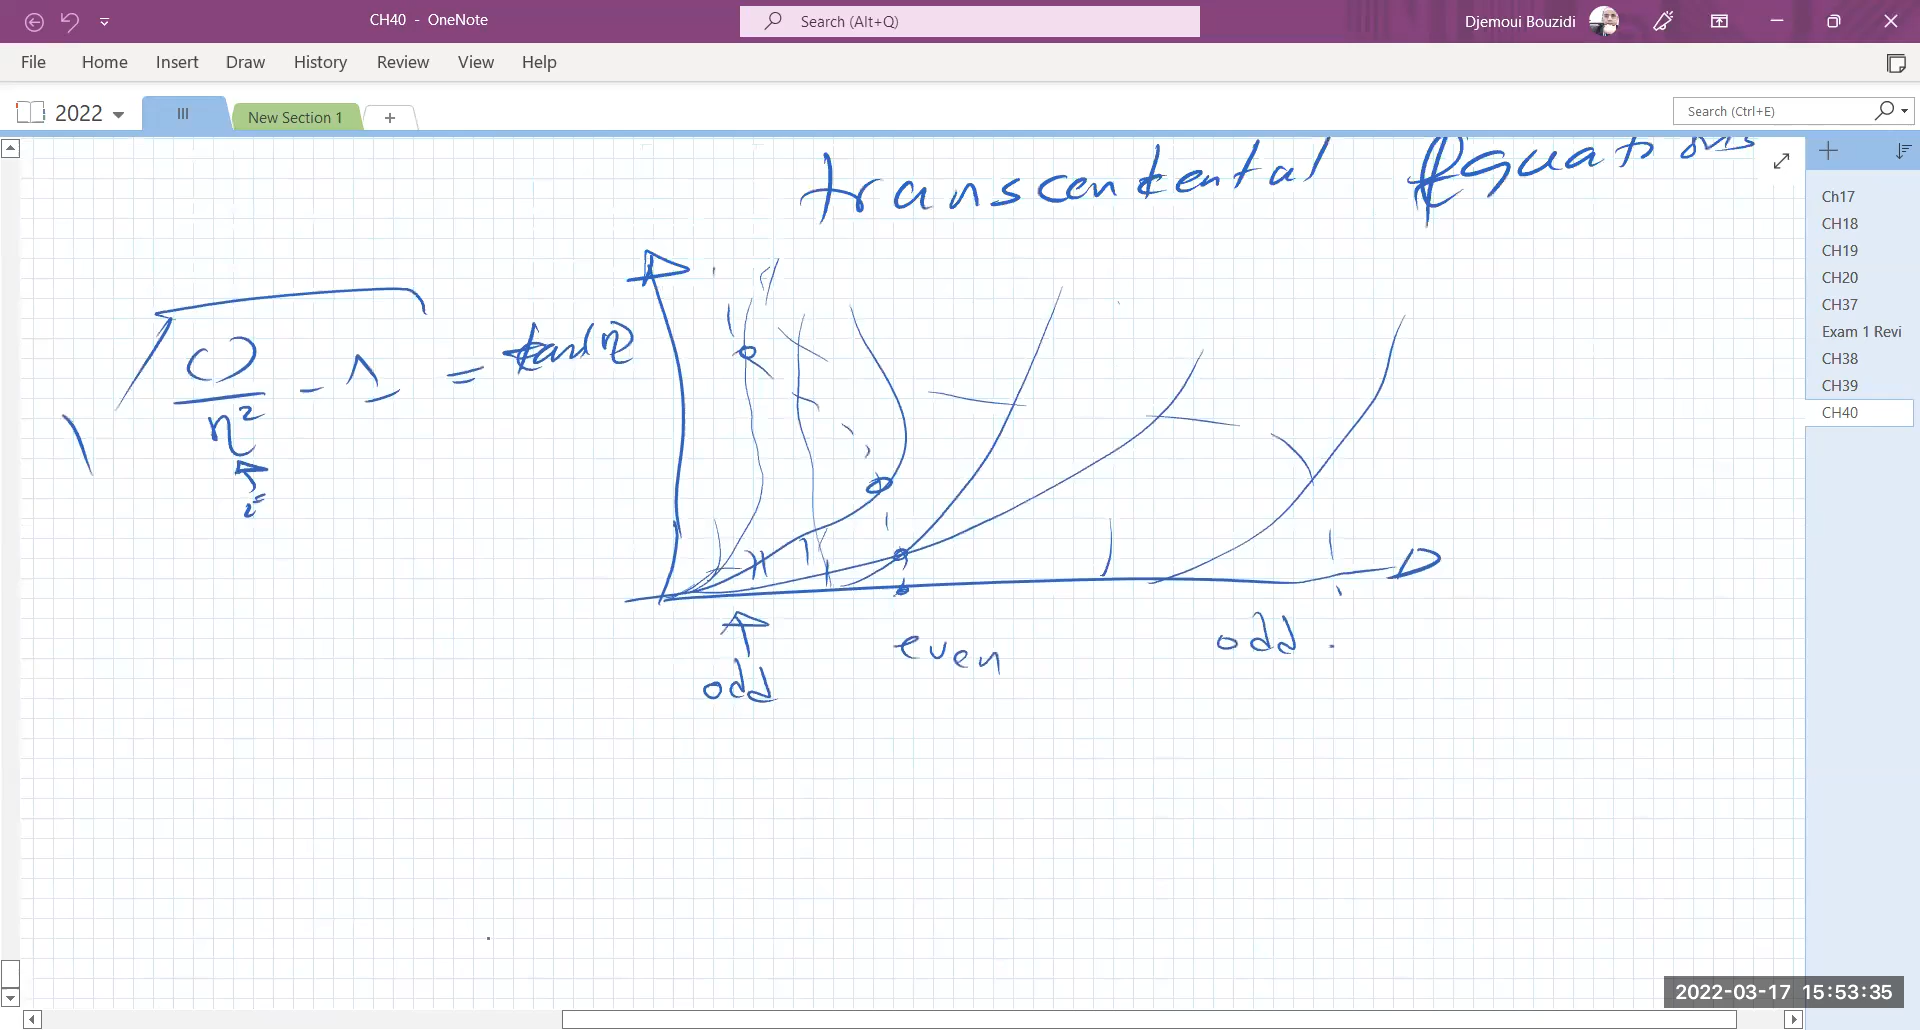 CH40 - OneNote
Search (Alt+Q)
Djemoui Bouzidi
File Home Insert Draw History Review View Help
2022
III
New Section 1
+
Search (Ctrl+E)
transcendental Equations
Ch17
CH18
CH19
CH20
CH37
Exam 1 Revi
CH38
CH39
CH40
√( ( )/η² - 1 ) = tan(η
even
odd
odd
2022-03-17 15:53:35